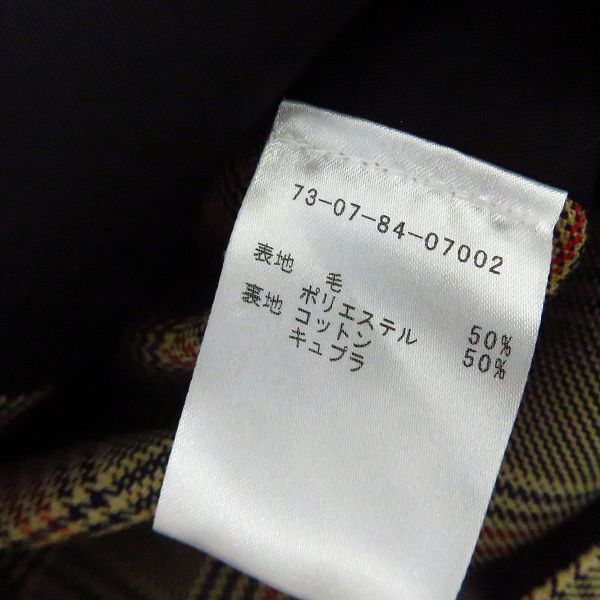 73-07-84-07002
表地 毛
裏地 ポリエステル
コットン 50%
キュプラ 50%